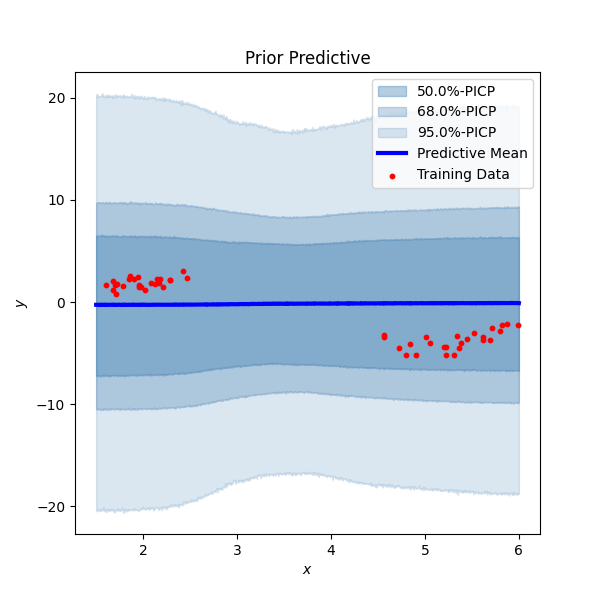 Prior Predictive
50.0%-PICP
68.0%-PICP
95.0%-PICP
Predictive Mean
Training Data
20
10
0
−10
−20
y
2 3 4 5 6
x